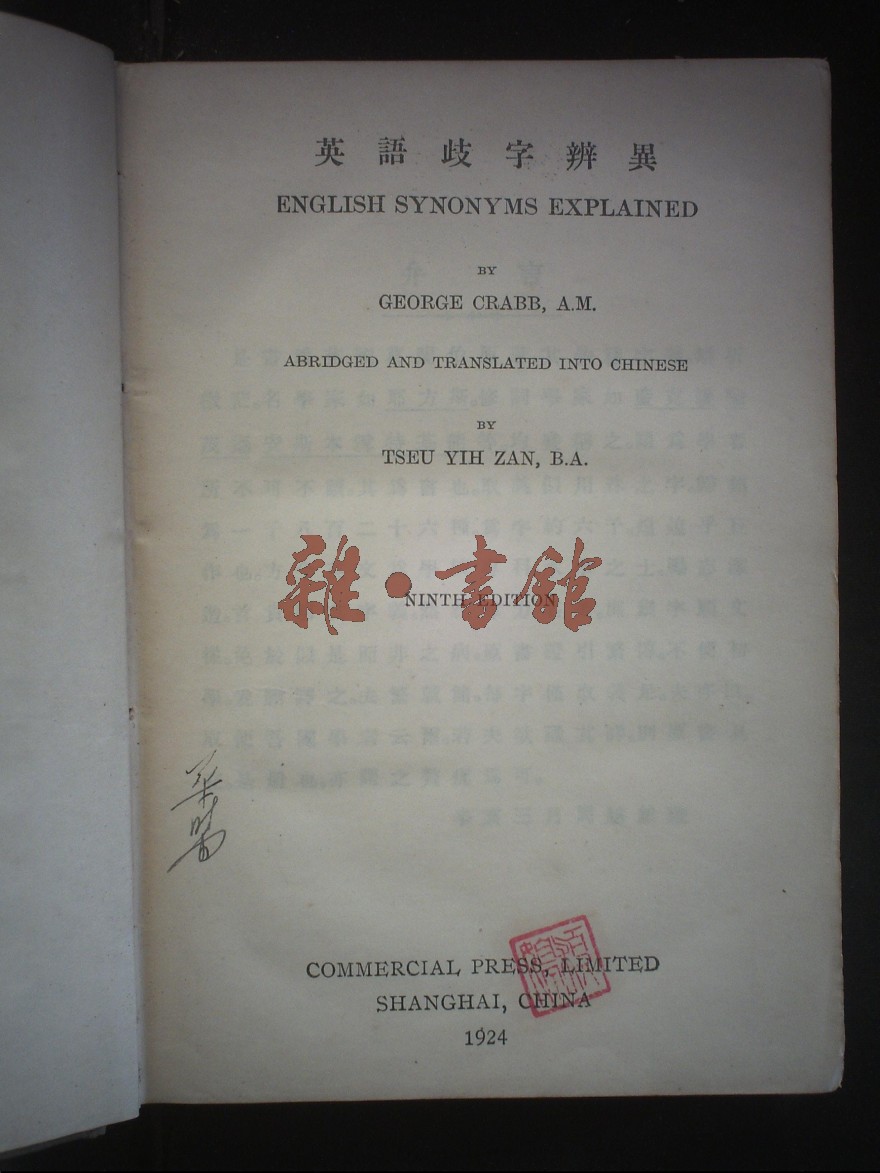 英語歧字辨異
ENGLISH SYNONYMS EXPLAINED
BY
GEORGE CRABB, A.M.
ABRIDGED AND TRANSLATED INTO CHINESE
BY
TSEU YIH ZAN, B.A.
雜·書館
NINTH EDITION
COMMERCIAL PRESS, LIMITED
SHANGHAI, CHINA
1924